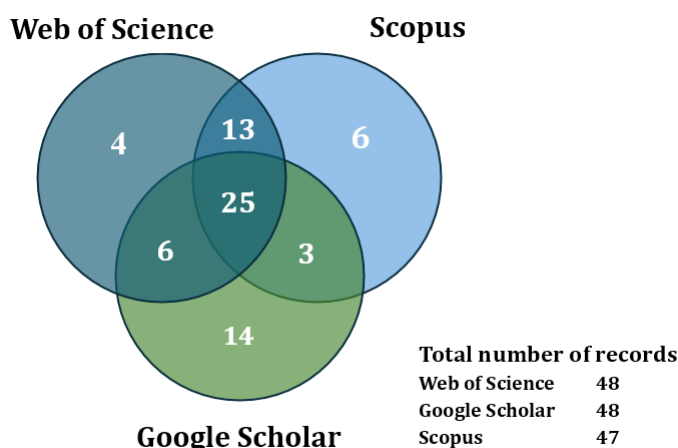 Web of Science
Scopus
4
13
6
25
6
3
14
Google Scholar
Total number of records
Web of Science 48
Google Scholar 48
Scopus 47